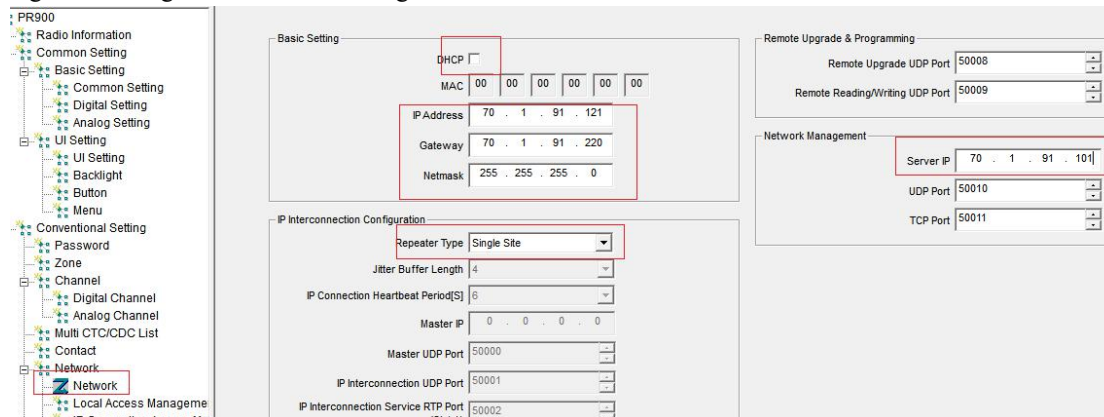 PR900
Radio Information
Common Setting
Basic Setting
Common Setting
Digital Setting
Analog Setting
UI Setting
UI Setting
Backlight
Button
Menu
Conventional Setting
Password
Zone
Channel
Digital Channel
Analog Channel
Multi CTC/CDC List
Contact
Network
Network
Local Access Manageme
Basic Setting
DHCP
MAC 00 00 00 00 00 00
IP Address 70 . 1 . 91 . 121
Gateway 70 . 1 . 91 . 220
Netmask 255 . 255 . 255 . 0
IP Interconnection Configuration
Repeater Type Single Site
Jitter Buffer Length 4
IP Connection Heartbeat Period[S] 6
Master IP 0 . 0 . 0 . 0
Master UDP Port 50000
IP Interconnection UDP Port 50001
IP Interconnection Service RTP Port 50002
Remote Upgrade & Programming
Remote Upgrade UDP Port 50008
Remote Reading/Writing UDP Port 50009
Network Management
Server IP 70 . 1 . 91 . 101
UDP Port 50010
TCP Port 50011